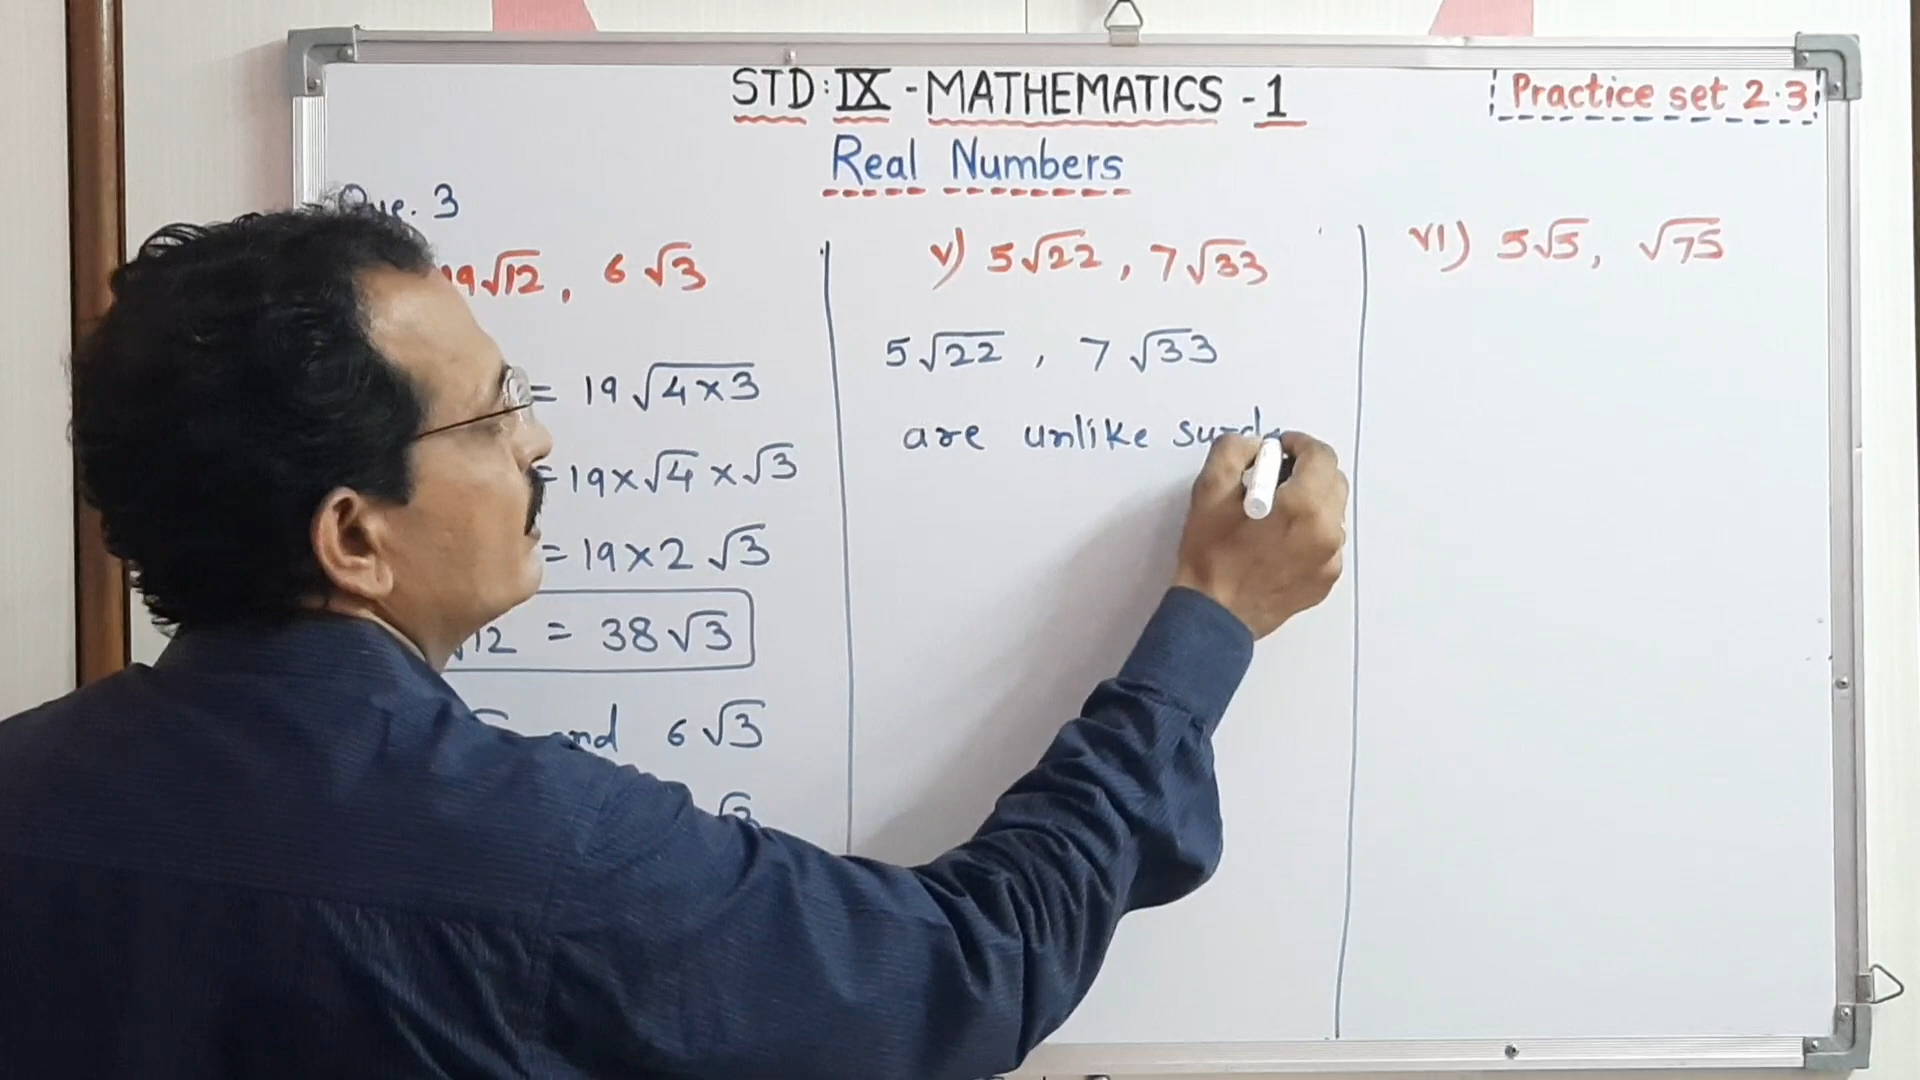 STD: IX - MATHEMATICS - 1
Practice set 2.3
Real Numbers
Que. 3
19√12, 6√3
= 19√4×3
= 19×√4×√3
= 19×2√3
√12 = 38√3
and 6√3
√3
v) 5√22, 7√33
5√22, 7√33
are unlike surd
vi) 5√5, √75